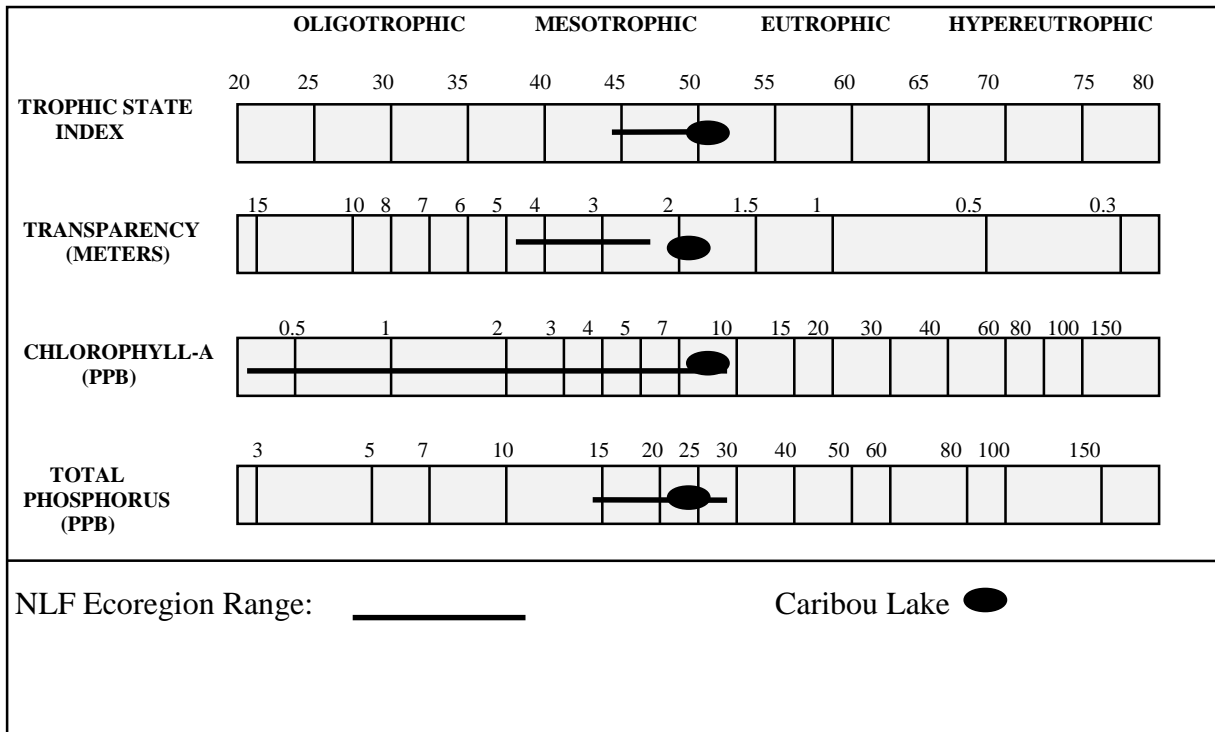 OLIGOTROPHIC MESOTROPHIC EUTROPHIC HYPEREUTROPHIC
20 25 30 35 40 45 50 55 60 65 70 75 80
TROPHIC STATE
INDEX
15 10 8 7 6 5 4 3 2 1.5 1 0.5 0.3
TRANSPARENCY
(METERS)
0.5 1 2 3 4 5 7 10 15 20 30 40 60 80 100 150
CHLOROPHYLL-A
(PPB)
3 5 7 10 15 20 25 30 40 50 60 80 100 150
TOTAL
PHOSPHORUS
(PPB)
NLF Ecoregion Range: Caribou Lake